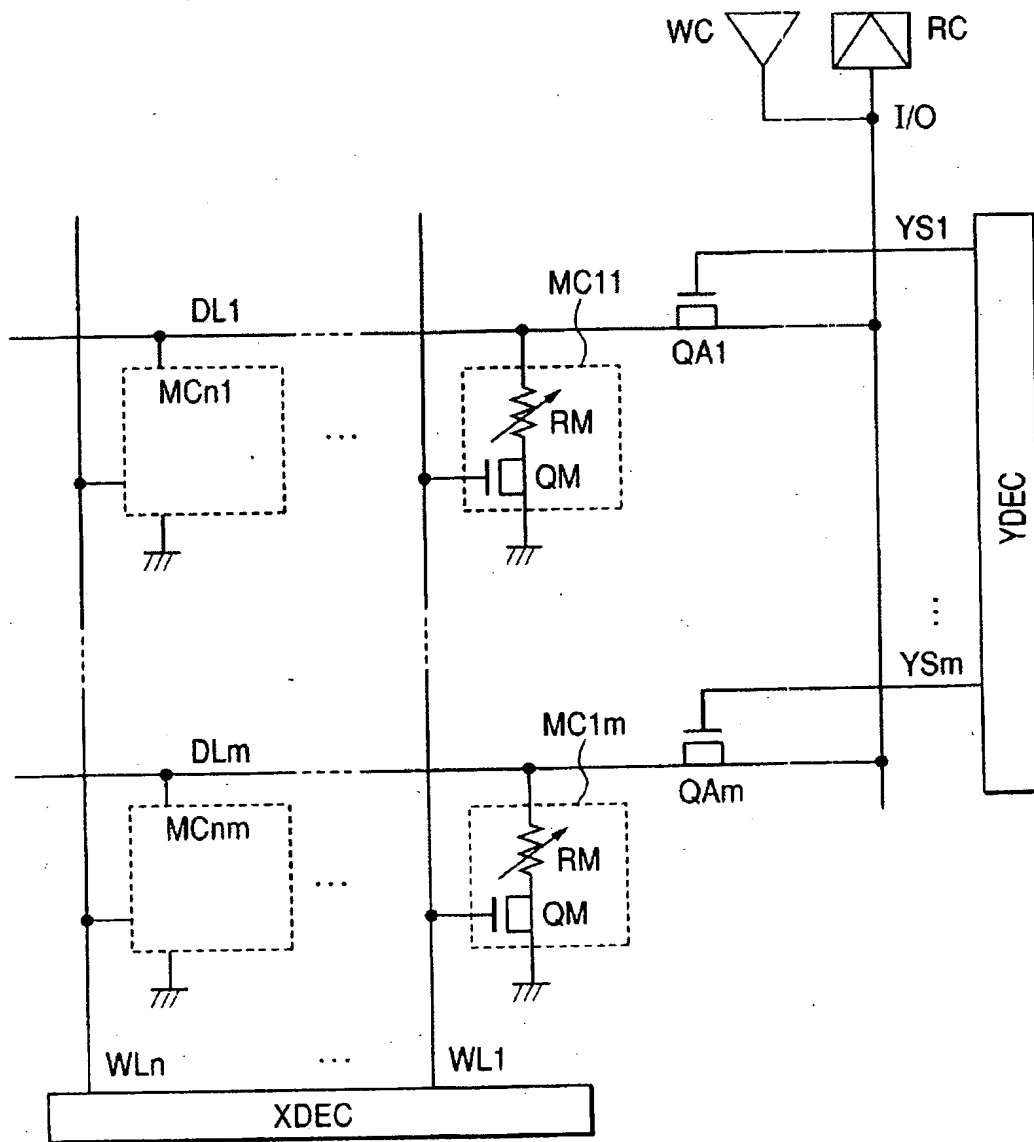 WC
RC
I/O
YS1
MC11
DL1
QA1
MCn1
...
RM
QM
YDEC
...
YSm
MC1m
DLm
QAm
MCnm
...
RM
QM
WLn
...
WL1
XDEC